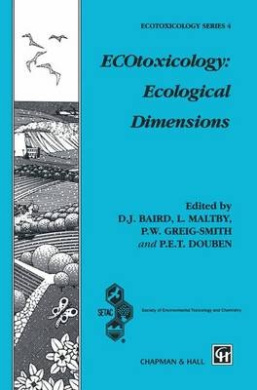 ECOTOXICOLOGY SERIES 4
ECOtoxicology:
Ecological
Dimensions
Edited by
D.J. BAIRD, L. MALTBY,
P.W. GREIG-SMITH
and P.E.T. DOUBEN
SETAC
Society of Environmental Toxicology and Chemistry
CHAPMAN & HALL